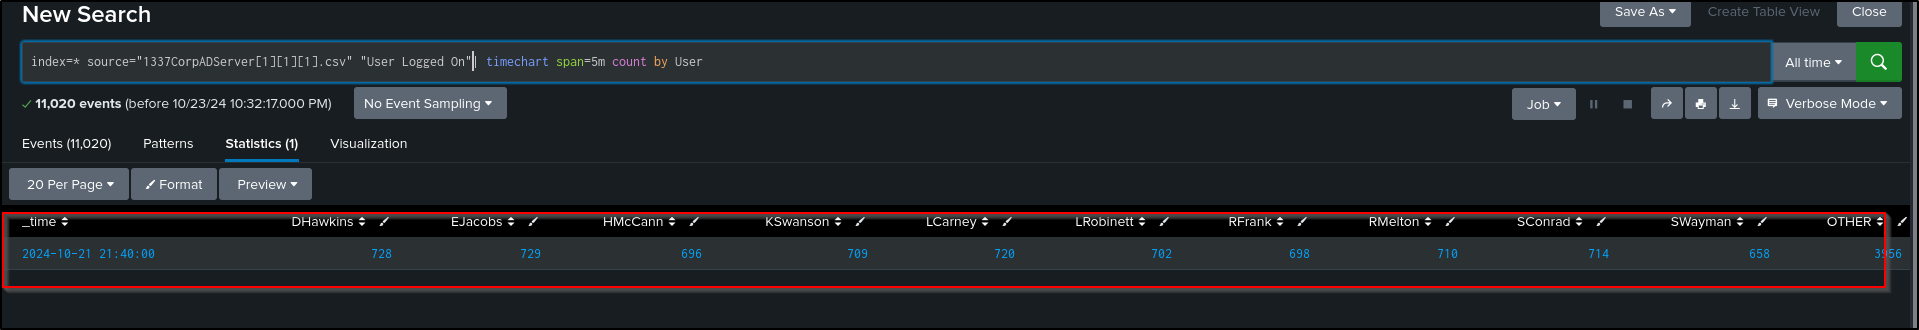 New Search
Save As
Create Table View
Close
index=* source="1337CorpADServer[1][1][1].csv" "User Logged On"| timechart span=5m count by User
All time
11,020 events (before 10/23/24 10:32:17.000 PM)
No Event Sampling
Job
Verbose Mode
Events (11,020) Patterns Statistics (1) Visualization
20 Per Page Format Preview
_time DHawkins EJacobs HMcCann KSwanson LCarney LRobinett RFrank RMelton SConrad SWayman OTHER
2024-10-21 21:40:00 728 729 696 709 720 702 698 710 714 658 3956